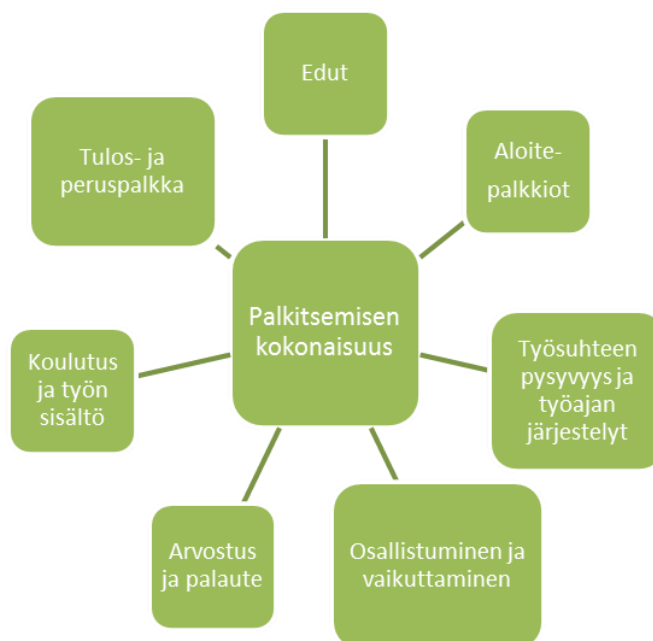 Edut
Tulos- ja
peruspalkka
Aloite-
palkkiot
Palkitsemisen
kokonaisuus
Koulutus
ja työn
sisältö
Työsuhteen
pysyvyys ja
työajan
järjestelyt
Arvostus
ja palaute
Osallistuminen ja
vaikuttaminen